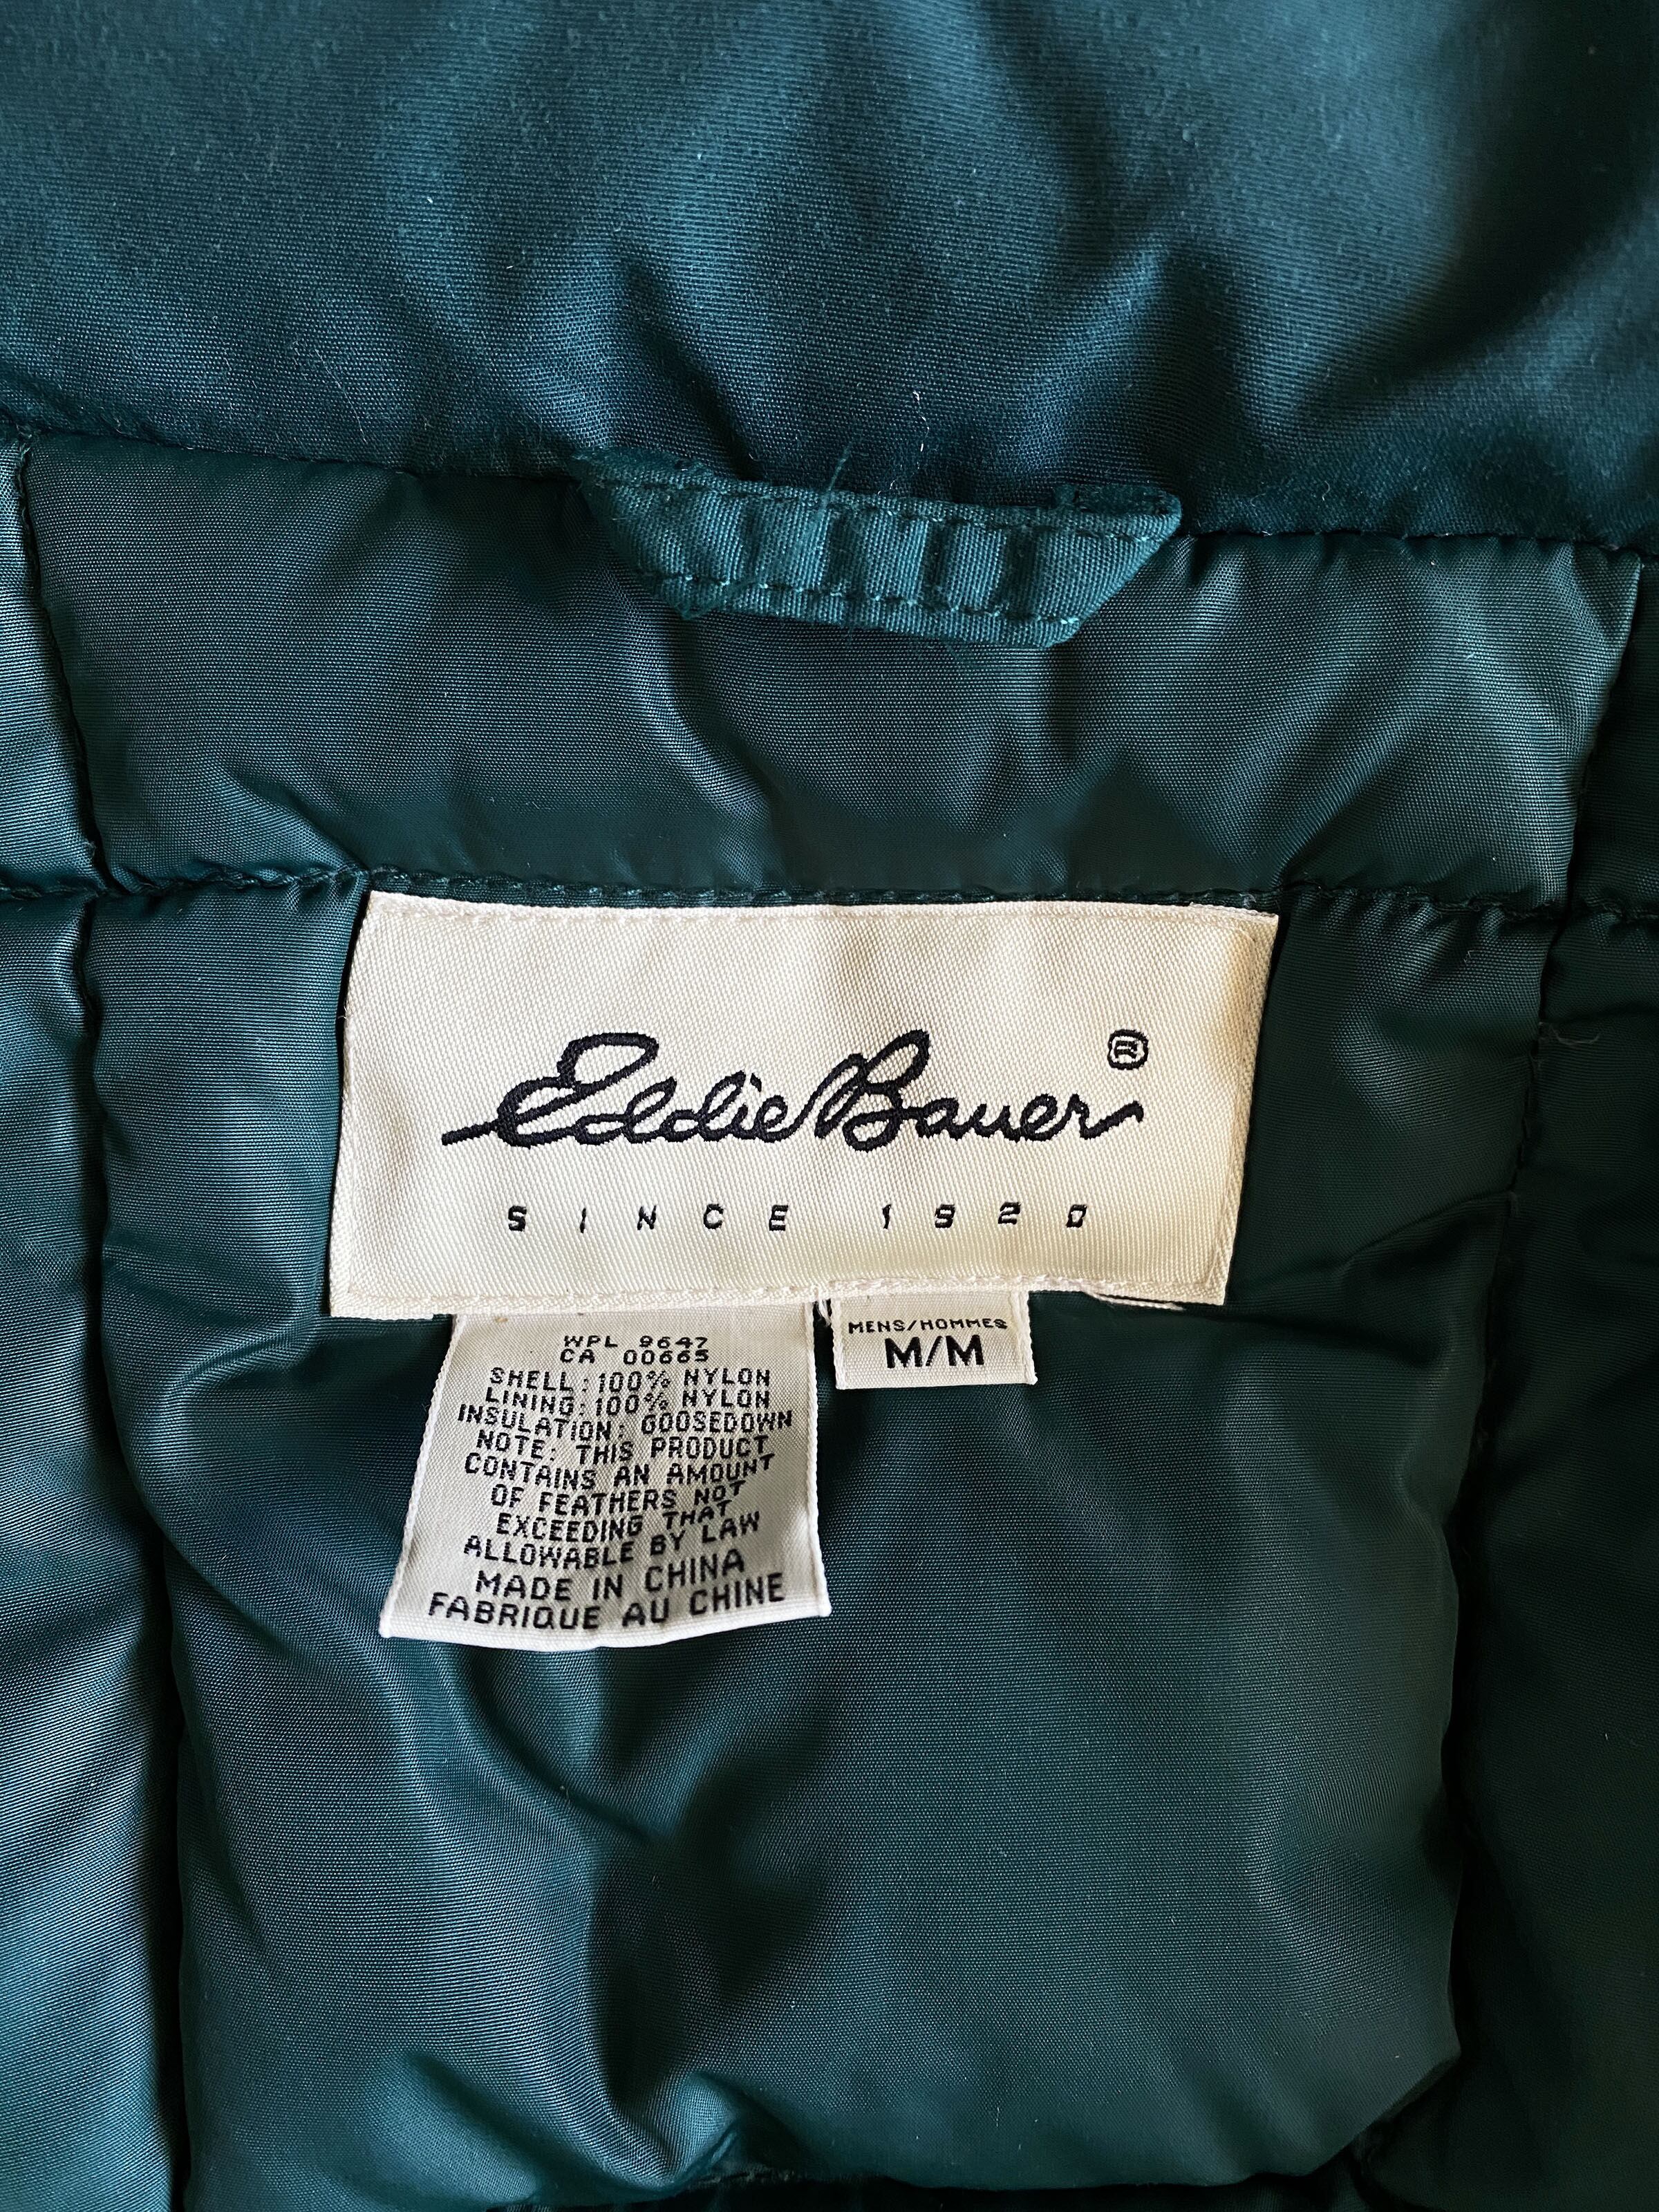 Eddie Bauer®
SINCE 1920
MENS/HOMMES
M/M
WPL 9647
CA 00665
SHELL: 100% NYLON
LINING: 100% NYLON
INSULATION: GOOSEDOWN
NOTE: THIS PRODUCT
CONTAINS AN AMOUNT
OF FEATHERS NOT
EXCEEDING THAT
ALLOWABLE BY LAW
MADE IN CHINA
FABRIQUE AU CHINE